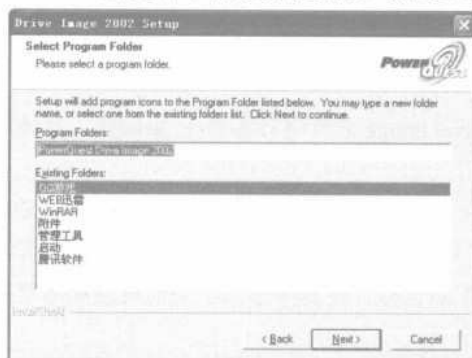 Drive Image 2002 Setup
Select Program Folder
Please select a program folder.
PowerQuest
Setup will add program icons to the Program Folder listed below. You may type a new folder
name, or select one from the existing folders list. Click Next to continue.
Program Folders:
PowerQuest Drive Image 2002
Existing Folders:
WEB迅雷
WinRAR
附件
管理工具
启动
腾讯软件
InstallShield
< Back
Next >
Cancel